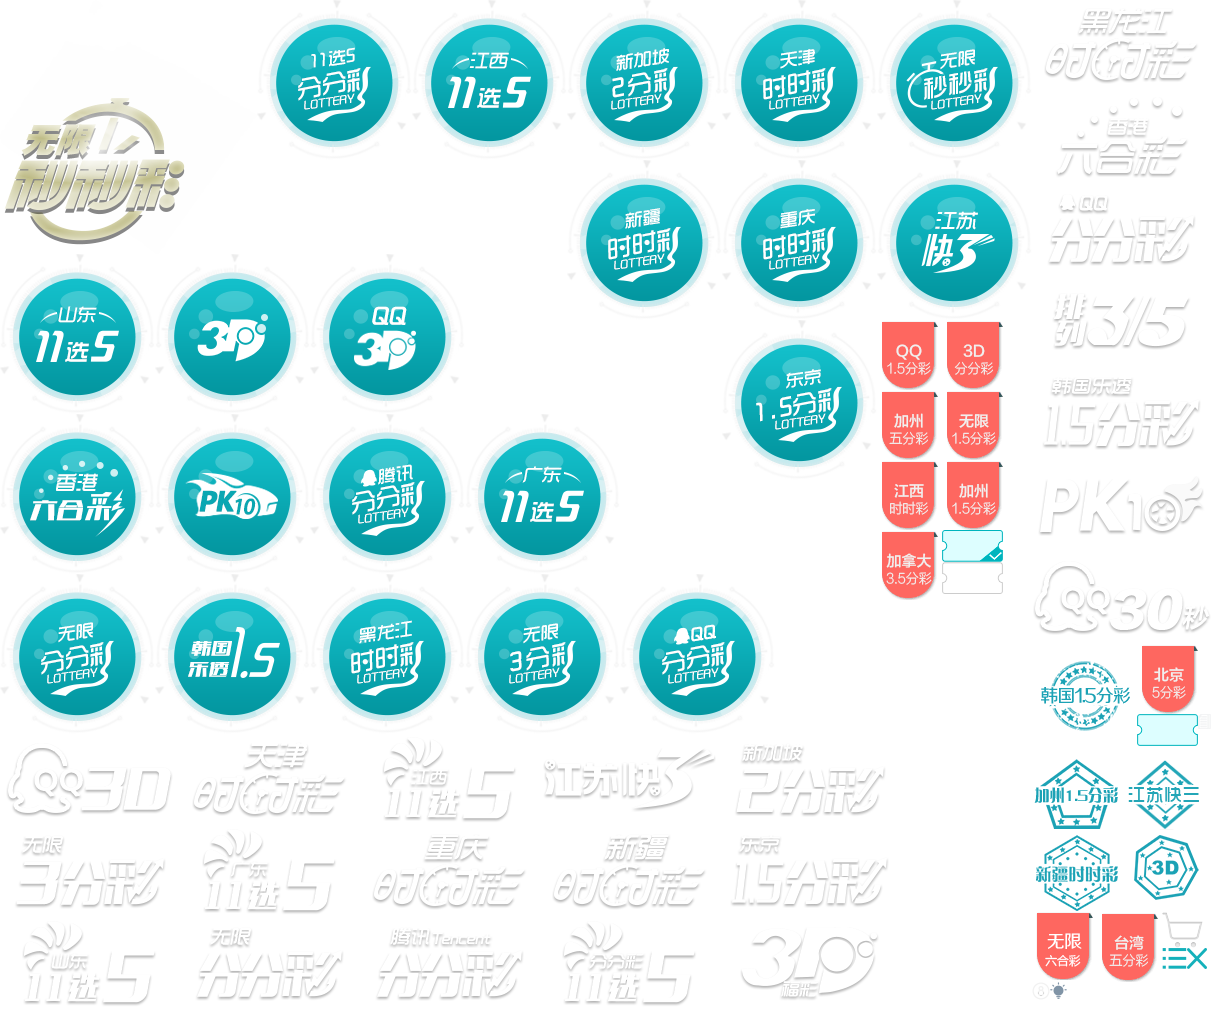 11选5
分分彩
LOTTERY
江西
11选5
新加坡
2分彩
LOTTERY
天津
时时彩
LOTTERY
无限
秒秒彩
LOTTERY
黑龙江
时时彩
无限
秒秒彩
香港
六合彩
新疆
时时彩
LOTTERY
重庆
时时彩
LOTTERY
江苏
快3
QQ
分分彩
山东
11选5
3D
QQ
3D
排列3/5
东京
1.5分彩
LOTTERY
QQ
1.5分彩
3D
分分彩
韩国乐透
1.5分彩
加州
五分彩
无限
1.5分彩
香港
六合彩
PK10
腾讯
分分彩
LOTTERY
广东
11选5
江西
时时彩
加州
1.5分彩
PK10
加拿大
3.5分彩
QQ30秒
无限
分分彩
LOTTERY
韩国
乐透1.5
黑龙江
时时彩
LOTTERY
无限
3分彩
LOTTERY
QQ
分分彩
LOTTERY
韩国1.5分彩
北京
5分彩
QQ3D
天津
时时彩
江西
11选5
江苏快3
新加坡
2分彩
加州1.5分彩
江苏快三
无限
3分彩
广东
11选5
重庆
时时彩
新疆
时时彩
东京
1.5分彩
新疆时时彩
3D
山东
11选5
无限
分分彩
腾讯 Tencent
分分彩
分分彩
11选5
3D
福彩
无限
六合彩
台湾
五分彩